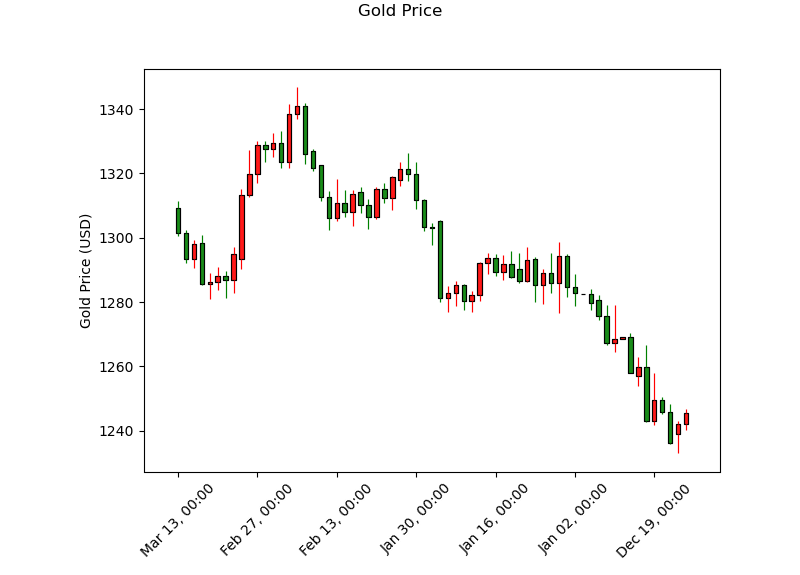 Gold Price
Gold Price (USD)
1340
1320
1300
1280
1260
1240
Mar 13, 00:00
Feb 27, 00:00
Feb 13, 00:00
Jan 30, 00:00
Jan 16, 00:00
Jan 02, 00:00
Dec 19, 00:00